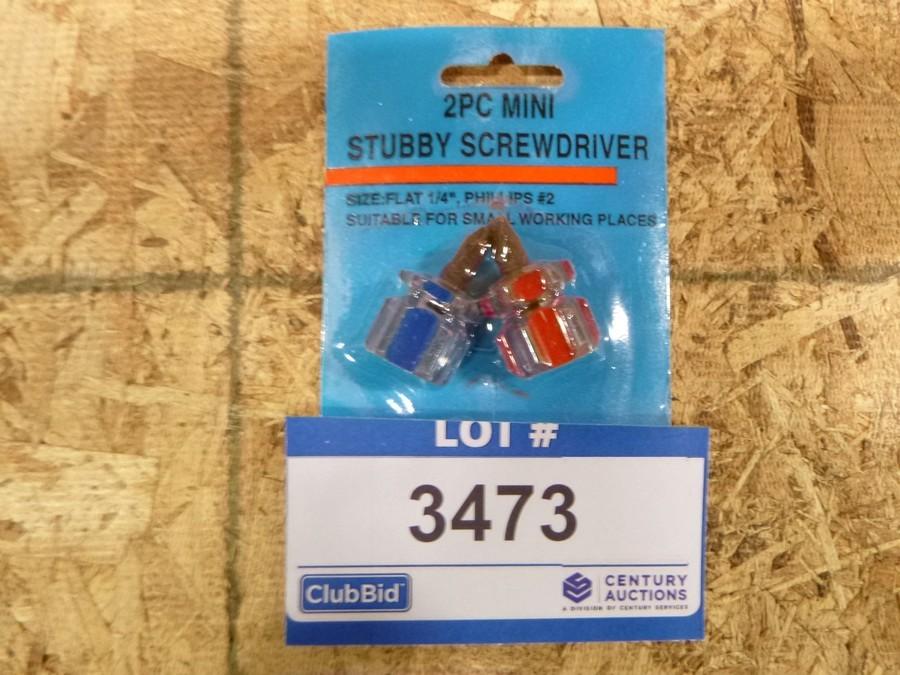 2PC MINI
STUBBY SCREWDRIVER
SIZE:FLAT 1/4", PHILLIPS #2
SUITABLE FOR SMALL WORKING PLACES
LOT #
3473
ClubBid™
CENTURY
AUCTIONS
A DIVISION OF CENTURY SERVICES